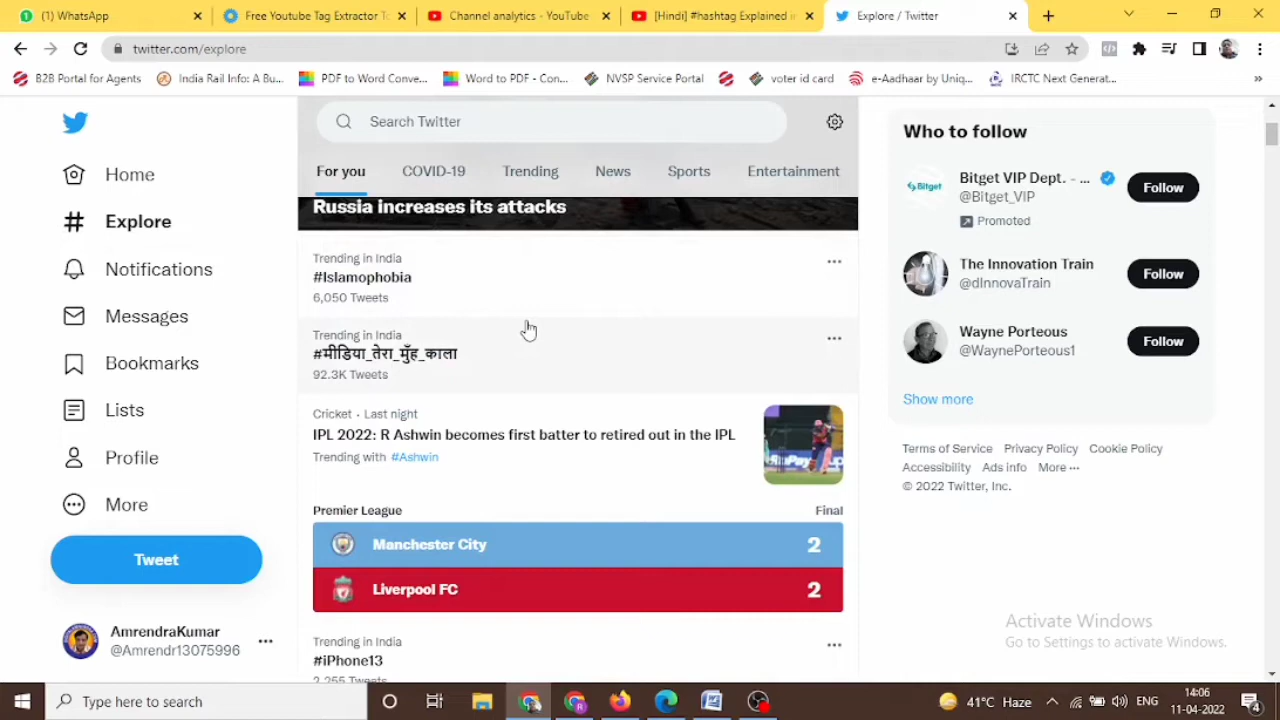 (1) WhatsApp
Free Youtube Tag Extractor To
Channel analytics - YouTube
[Hindi] #hashtag Explained i
Explore / Twitter
twitter.com/explore
B2B Portal for Agents
India Rail Info: A Bu...
PDF to Word Conve...
Word to PDF - Con...
NVSP Service Portal
voter id card
e-Aadhaar by Uniq...
IRCTC Next Generat...
»
Home
Explore
Notifications
Messages
Bookmarks
Lists
Profile
More
Tweet
AmrendraKumar
@Amrendr13075996
Search Twitter
For you
COVID-19
Trending
News
Sports
Entertainment
Russia increases its attacks
Trending in India
#Islamophobia
6,050 Tweets
Trending in India
#मीडिया_तेरा_मुँह_काला
92.3K Tweets
Cricket · Last night
IPL 2022: R Ashwin becomes first batter to retired out in the IPL
Trending with #Ashwin
Premier League
Final
Manchester City 2
Liverpool FC 2
Trending in India
#iPhone13
2,255 Tweets
Who to follow
Bitget VIP Dept. - ...
@Bitget_VIP
Promoted
Follow
The Innovation Train
@dInnovaTrain
Follow
Wayne Porteous
@WaynePorteous1
Follow
Show more
Terms of Service Privacy Policy Cookie Policy
Accessibility Ads info More ···
© 2022 Twitter, Inc.
Activate Windows
Go to Settings to activate Windows.
Type here to search
41°C Haze
ENG
14:06
11-04-2022
4